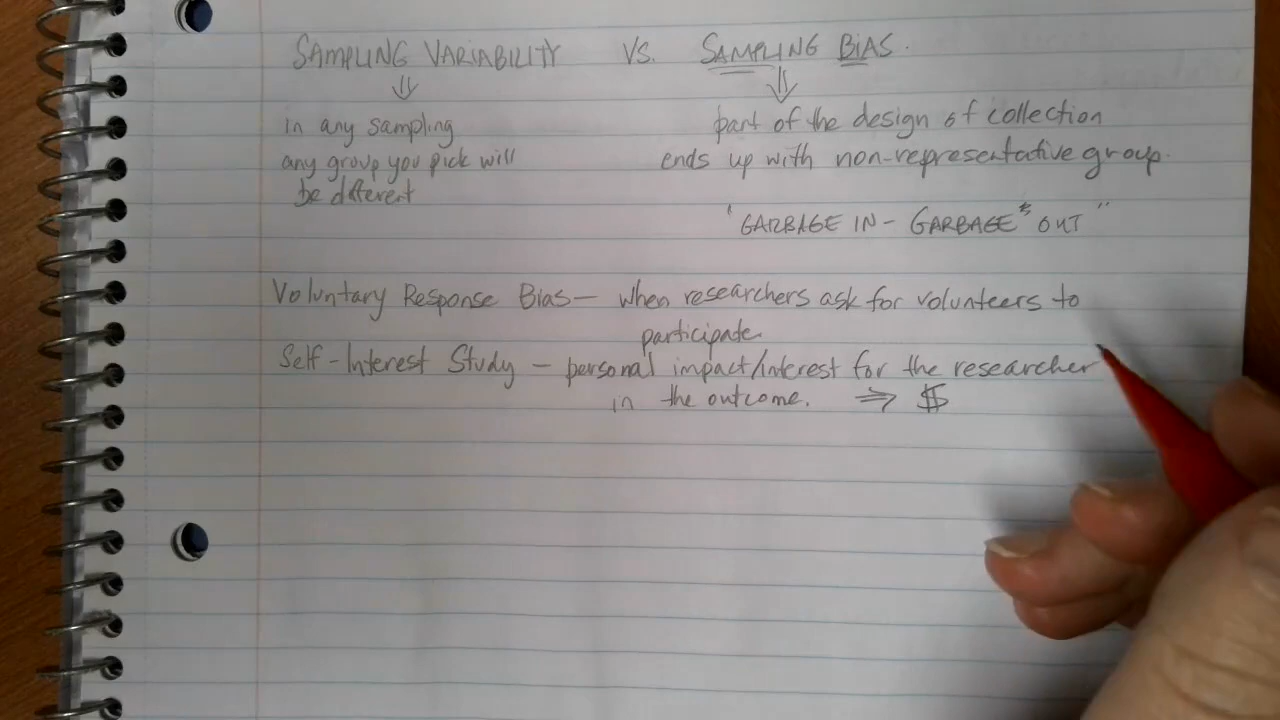 SAMPLING VARIABILITY VS. SAMPLING BIAS.
⇓ ⇓
in any sampling
any group you pick will
be different
part of the design of collection
ends up with non-representative group.
"GARBAGE IN - GARBAGE OUT"
Voluntary Response Bias — when researchers ask for volunteers to
participate
Self-Interest Study — personal impact/interest for the researcher
in the outcome. ⇒ $